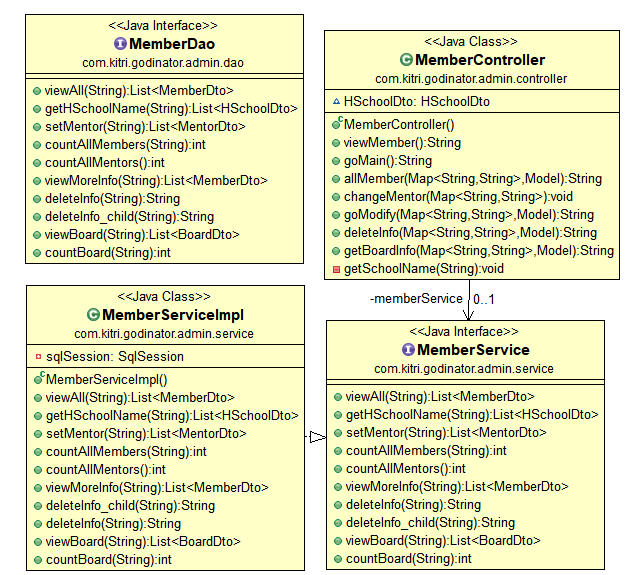 <<Java Interface>>
MemberDao
com.kitri.godinator.admin.dao
viewAll(String):List<MemberDto>
getHSchoolName(String):List<HSchoolDto>
setMentor(String):List<MentorDto>
countAllMembers(String):int
countAllMentors():int
viewMoreInfo(String):List<MemberDto>
deleteInfo(String):String
deleteInfo_child(String):String
viewBoard(String):List<BoardDto>
countBoard(String):int
<<Java Class>>
MemberController
com.kitri.godinator.admin.controller
HSchoolDto: HSchoolDto
MemberController()
viewMember():String
goMain():String
allMember(Map<String,String>,Model):String
changeMentor(Map<String,String>):void
goModify(Map<String,String>,Model):String
deleteInfo(Map<String,String>,Model):String
getBoardInfo(Map<String,String>,Model):String
getSchoolName(String):void
-memberService 0..1
<<Java Class>>
MemberServiceImpl
com.kitri.godinator.admin.service
sqlSession: SqlSession
MemberServiceImpl()
viewAll(String):List<MemberDto>
getHSchoolName(String):List<HSchoolDto>
setMentor(String):List<MentorDto>
countAllMembers(String):int
countAllMentors():int
viewMoreInfo(String):List<MemberDto>
deleteInfo_child(String):String
deleteInfo(String):String
viewBoard(String):List<BoardDto>
countBoard(String):int
<<Java Interface>>
MemberService
com.kitri.godinator.admin.service
viewAll(String):List<MemberDto>
getHSchoolName(String):List<HSchoolDto>
setMentor(String):List<MentorDto>
countAllMembers(String):int
countAllMentors():int
viewMoreInfo(String):List<MemberDto>
deleteInfo(String):String
deleteInfo_child(String):String
viewBoard(String):List<BoardDto>
countBoard(String):int